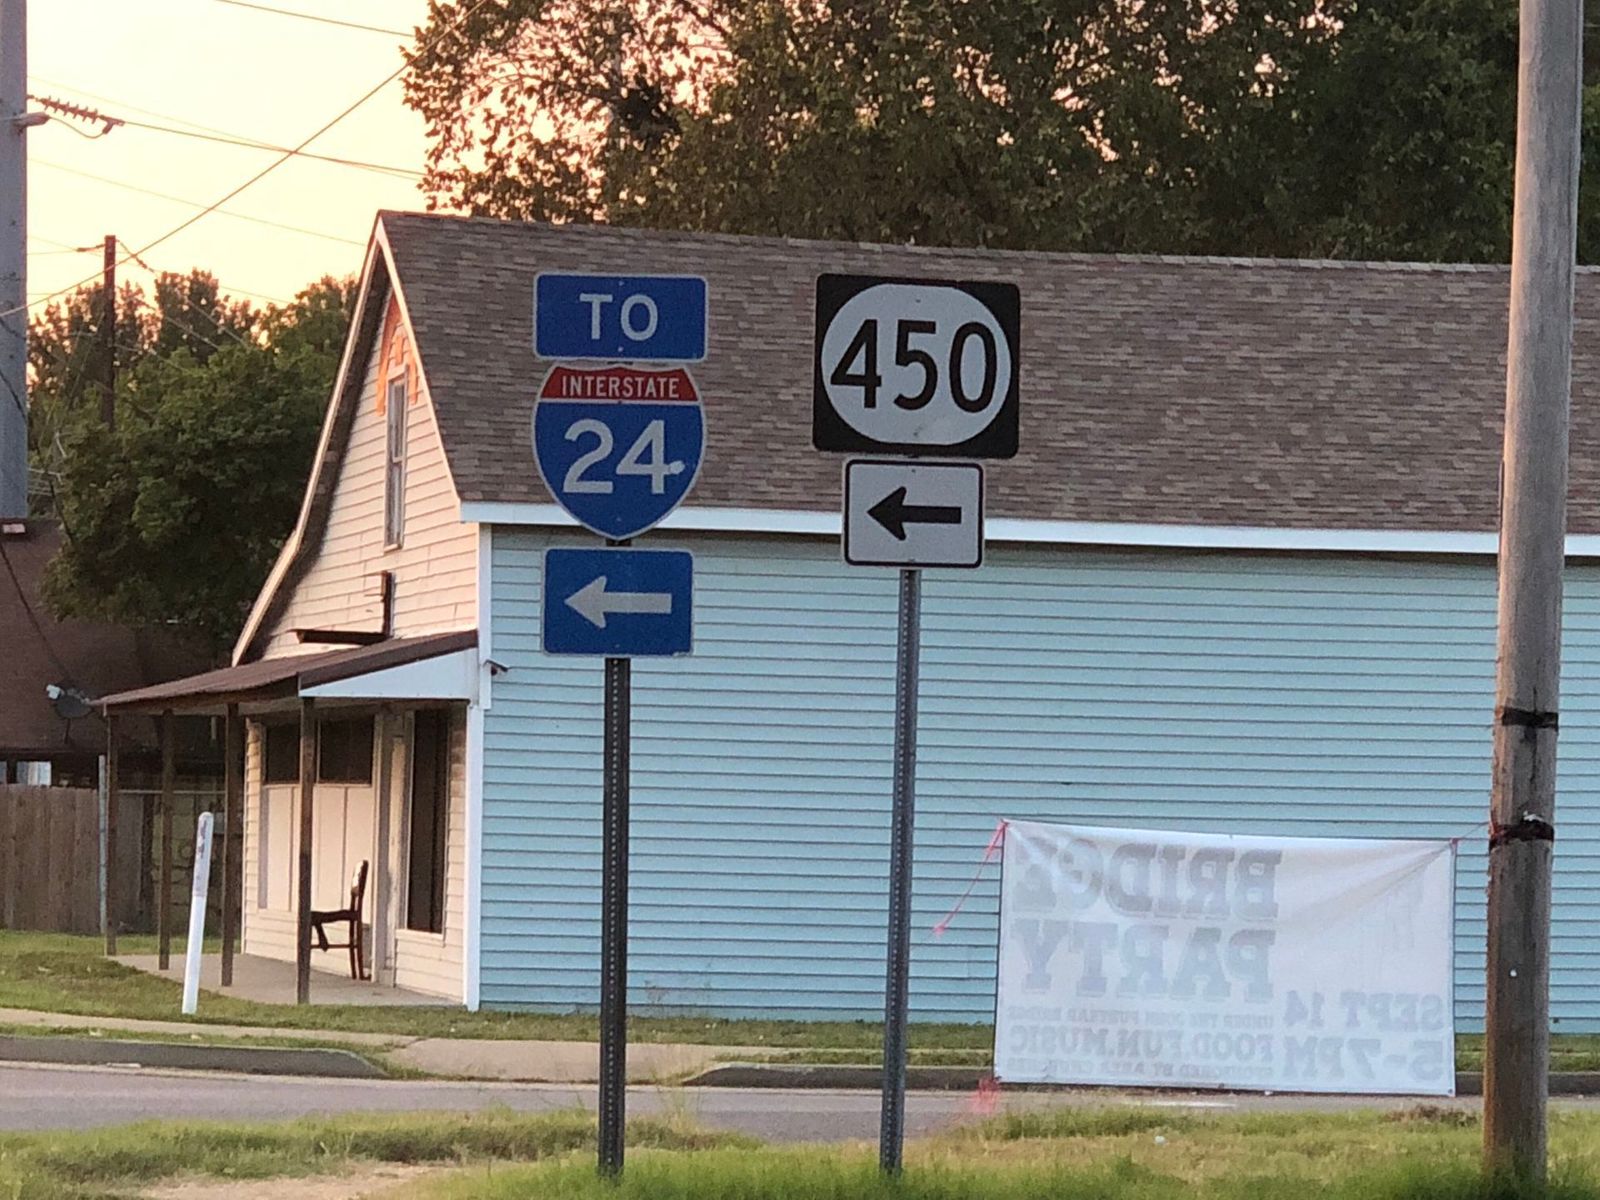 TO
INTERSTATE
24
450
BRIDGE
PARTY
SEPT 14
5-7PM
FOOD.FUN.MUSIC